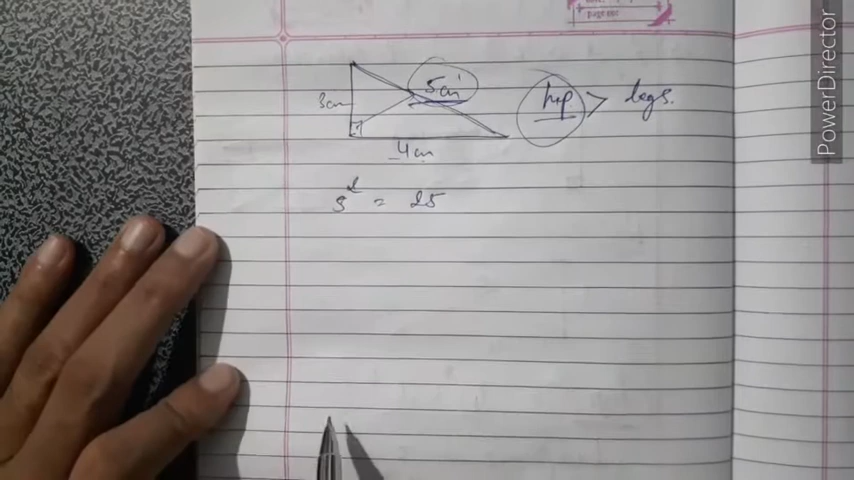 5cm
3cm
hyp > legs.
4cm
5² = 25
PowerDirector